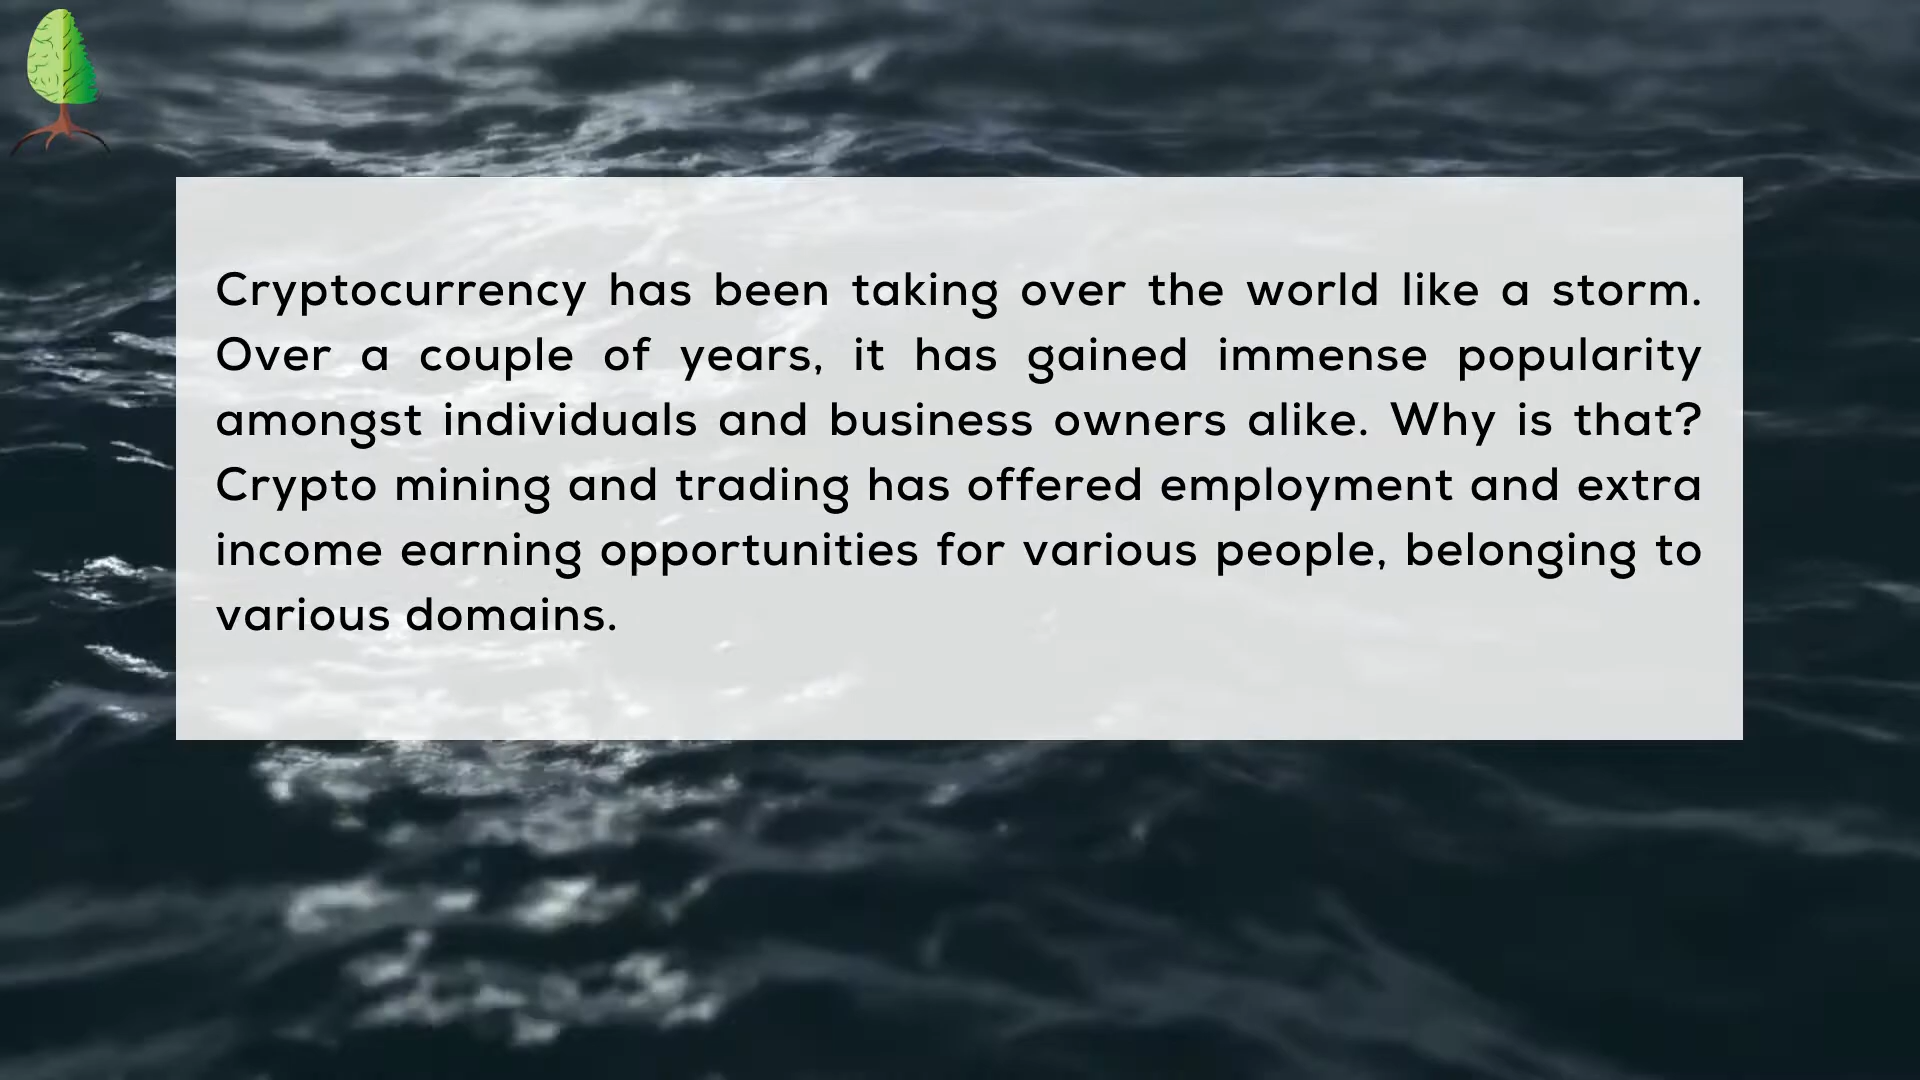 Cryptocurrency has been taking over the world like a storm.
Over a couple of years, it has gained immense popularity
amongst individuals and business owners alike. Why is that?
Crypto mining and trading has offered employment and extra
income earning opportunities for various people, belonging to
various domains.